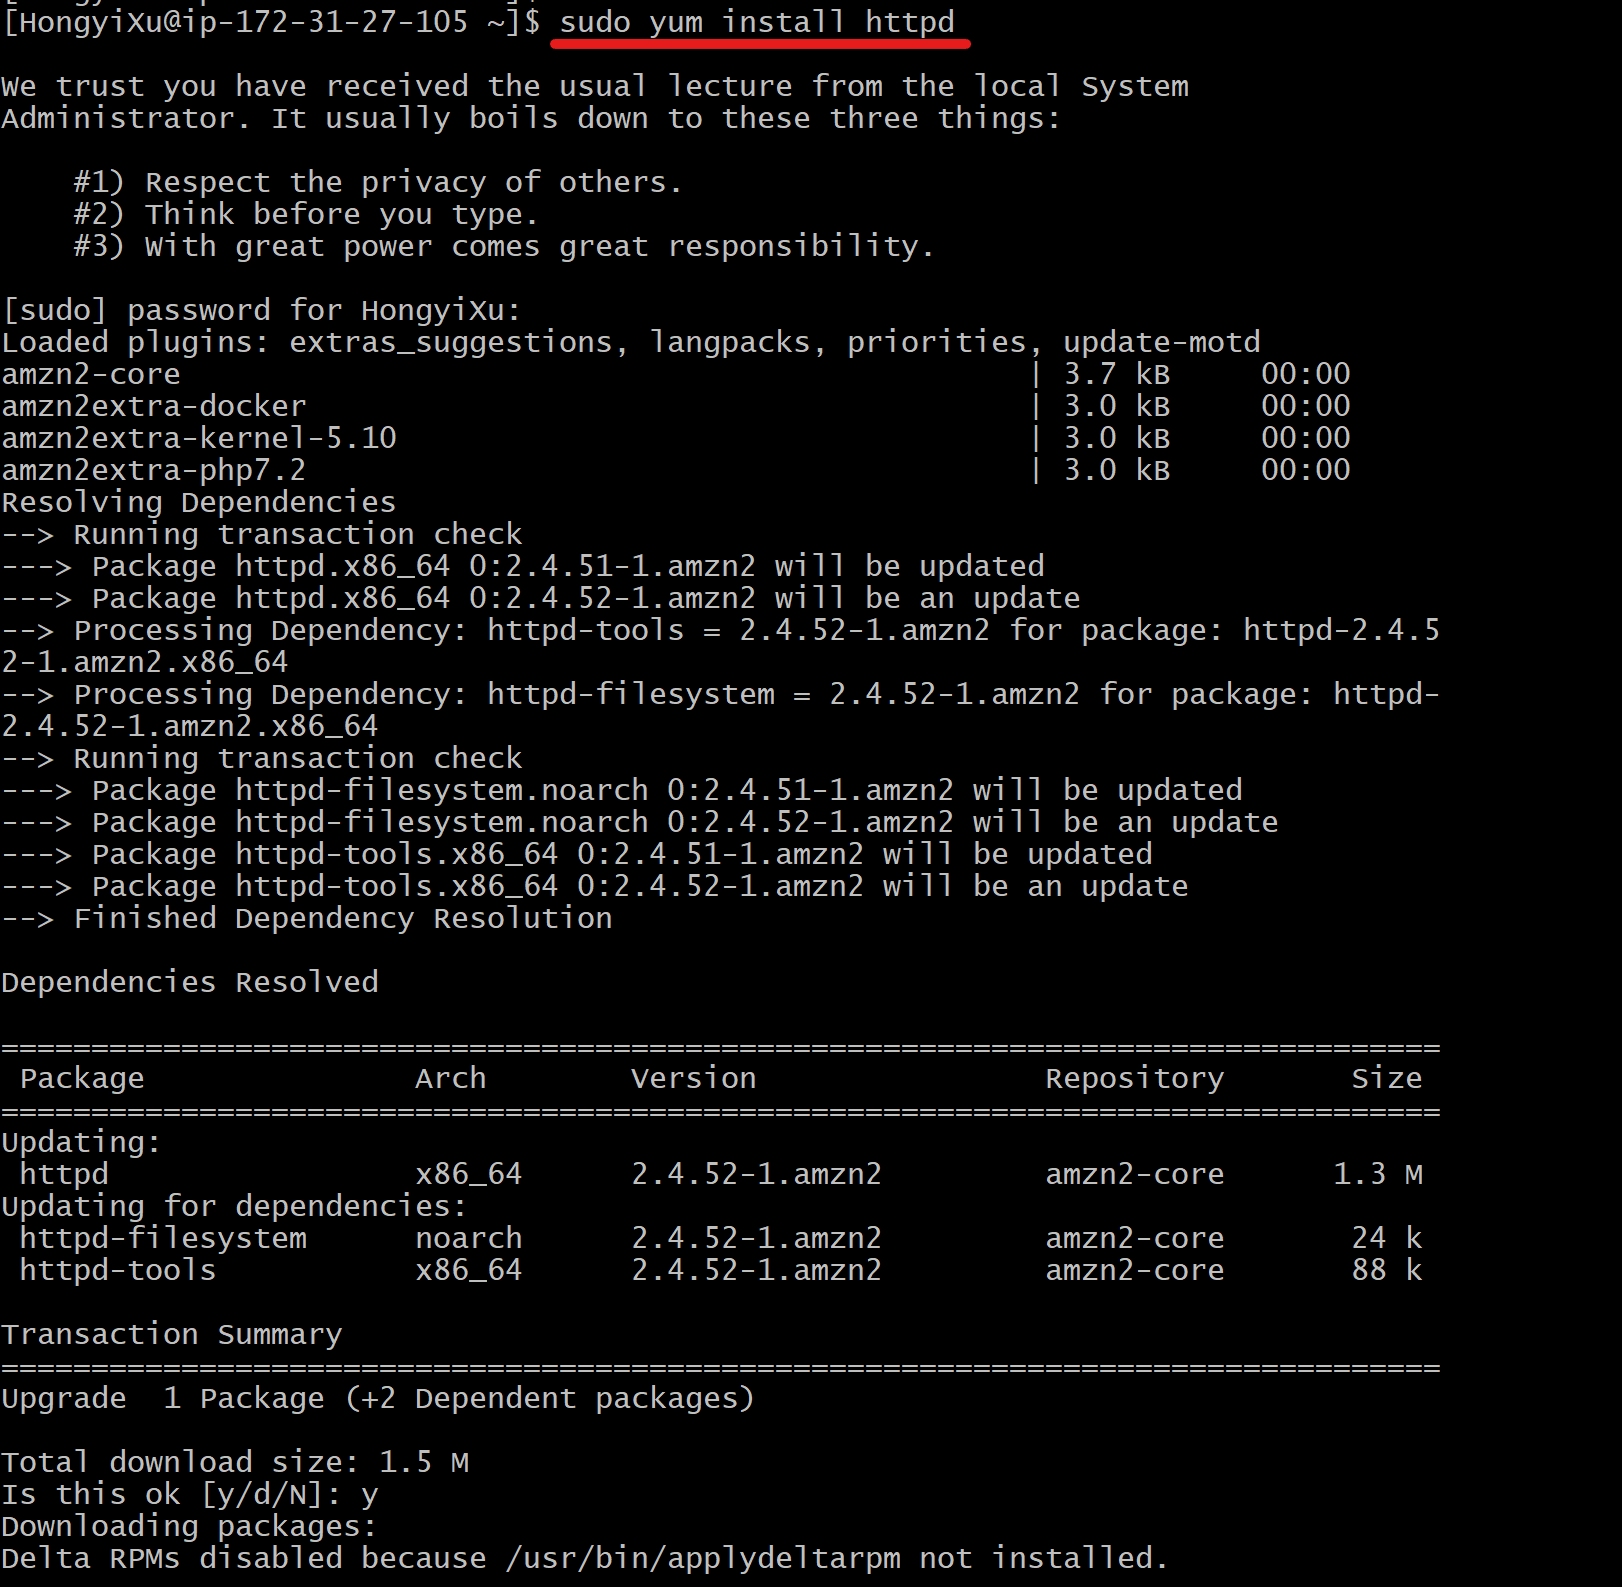 [HongyiXu@ip-172-31-27-105 ~]$ sudo yum install httpd
We trust you have received the usual lecture from the local System
Administrator. It usually boils down to these three things:
#1) Respect the privacy of others.
#2) Think before you type.
#3) With great power comes great responsibility.
[sudo] password for HongyiXu:
Loaded plugins: extras_suggestions, langpacks, priorities, update-motd
amzn2-core | 3.7 kB 00:00
amzn2extra-docker | 3.0 kB 00:00
amzn2extra-kernel-5.10 | 3.0 kB 00:00
amzn2extra-php7.2 | 3.0 kB 00:00
Resolving Dependencies
--> Running transaction check
---> Package httpd.x86_64 0:2.4.51-1.amzn2 will be updated
---> Package httpd.x86_64 0:2.4.52-1.amzn2 will be an update
--> Processing Dependency: httpd-tools = 2.4.52-1.amzn2 for package: httpd-2.4.5
2-1.amzn2.x86_64
--> Processing Dependency: httpd-filesystem = 2.4.52-1.amzn2 for package: httpd-
2.4.52-1.amzn2.x86_64
--> Running transaction check
---> Package httpd-filesystem.noarch 0:2.4.51-1.amzn2 will be updated
---> Package httpd-filesystem.noarch 0:2.4.52-1.amzn2 will be an update
---> Package httpd-tools.x86_64 0:2.4.51-1.amzn2 will be updated
---> Package httpd-tools.x86_64 0:2.4.52-1.amzn2 will be an update
--> Finished Dependency Resolution
Dependencies Resolved
================================================================================
Package Arch Version Repository Size
================================================================================
Updating:
httpd x86_64 2.4.52-1.amzn2 amzn2-core 1.3 M
Updating for dependencies:
httpd-filesystem noarch 2.4.52-1.amzn2 amzn2-core 24 k
httpd-tools x86_64 2.4.52-1.amzn2 amzn2-core 88 k
Transaction Summary
================================================================================
Upgrade 1 Package (+2 Dependent packages)
Total download size: 1.5 M
Is this ok [y/d/N]: y
Downloading packages:
Delta RPMs disabled because /usr/bin/applydeltarpm not installed.